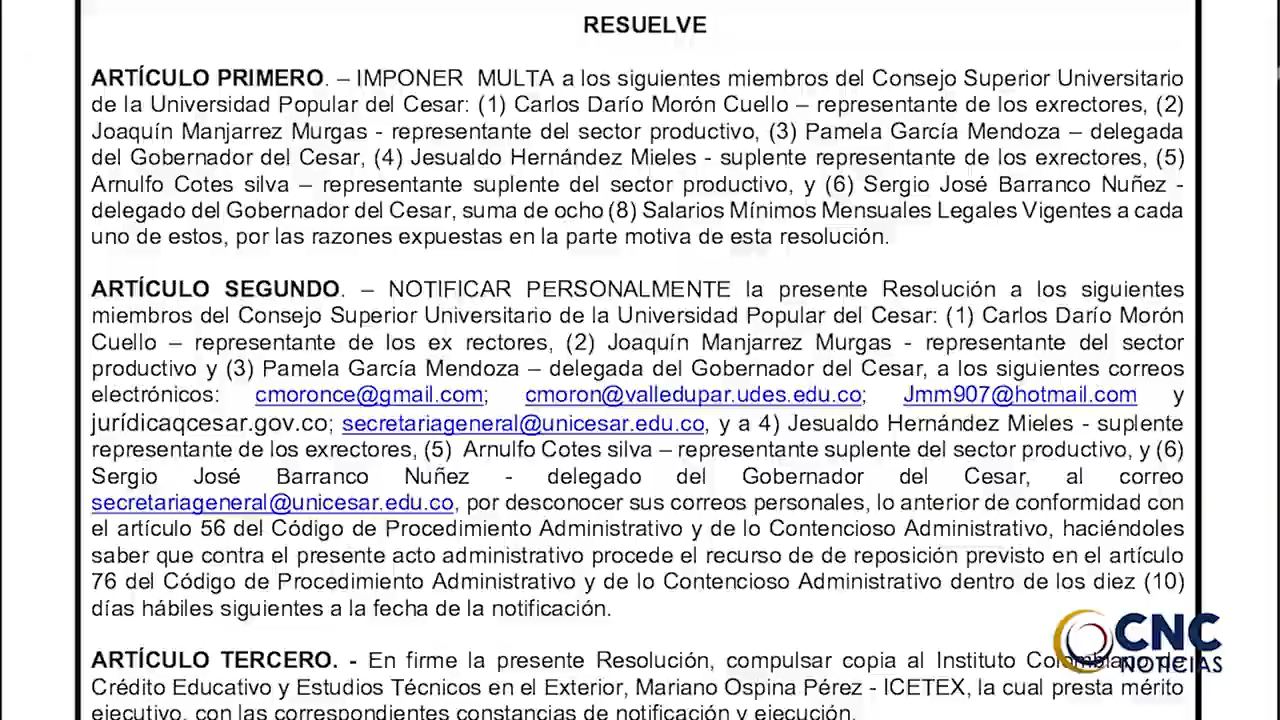 RESUELVE
ARTÍCULO PRIMERO. – IMPONER MULTA a los siguientes miembros del Consejo Superior Universitario
de la Universidad Popular del Cesar: (1) Carlos Darío Morón Cuello – representante de los exrectores, (2)
Joaquín Manjarrez Murgas - representante del sector productivo, (3) Pamela García Mendoza – delegada
del Gobernador del Cesar, (4) Jesualdo Hernández Mieles - suplente representante de los exrectores, (5)
Arnulfo Cotes silva – representante suplente del sector productivo, y (6) Sergio José Barranco Nuñez -
delegado del Gobernador del Cesar, suma de ocho (8) Salarios Mínimos Mensuales Legales Vigentes a cada
uno de estos, por las razones expuestas en la parte motiva de esta resolución.
ARTÍCULO SEGUNDO. – NOTIFICAR PERSONALMENTE la presente Resolución a los siguientes
miembros del Consejo Superior Universitario de la Universidad Popular del Cesar: (1) Carlos Darío Morón
Cuello – representante de los ex rectores, (2) Joaquín Manjarrez Murgas - representante del sector
productivo y (3) Pamela García Mendoza – delegada del Gobernador del Cesar, a los siguientes correos
electrónicos: cmoronce@gmail.com; cmoron@valledupar.udes.edu.co; Jmm907@hotmail.com y
jurídicaqcesar.gov.co; secretariageneral@unicesar.edu.co, y a 4) Jesualdo Hernández Mieles - suplente
representante de los exrectores, (5) Arnulfo Cotes silva – representante suplente del sector productivo, y (6)
Sergio José Barranco Nuñez - delegado del Gobernador del Cesar, al correo
secretariageneral@unicesar.edu.co, por desconocer sus correos personales, lo anterior de conformidad con
el artículo 56 del Código de Procedimiento Administrativo y de lo Contencioso Administrativo, haciéndoles
saber que contra el presente acto administrativo procede el recurso de de reposición previsto en el artículo
76 del Código de Procedimiento Administrativo y de lo Contencioso Administrativo dentro de los diez (10)
días hábiles siguientes a la fecha de la notificación.
ARTÍCULO TERCERO. - En firme la presente Resolución, compulsar copia al Instituto Colombiano de
Crédito Educativo y Estudios Técnicos en el Exterior, Mariano Ospina Pérez - ICETEX, la cual presta mérito
ejecutivo, con las correspondientes constancias de notificación y ejecución.
CNC
NOTICIAS